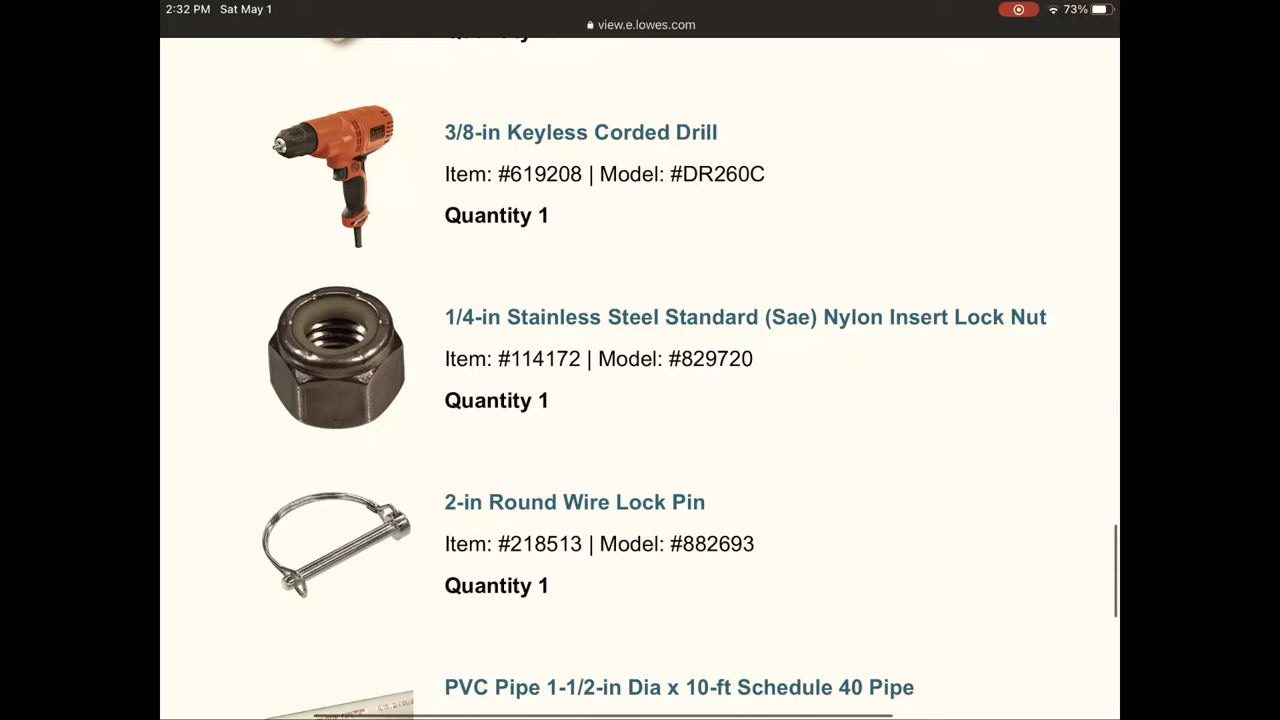 2:32 PM Sat May 1
73%
view.e.lowes.com
3/8-in Keyless Corded Drill
Item: #619208 | Model: #DR260C
Quantity 1
1/4-in Stainless Steel Standard (Sae) Nylon Insert Lock Nut
Item: #114172 | Model: #829720
Quantity 1
2-in Round Wire Lock Pin
Item: #218513 | Model: #882693
Quantity 1
PVC Pipe 1-1/2-in Dia x 10-ft Schedule 40 Pipe